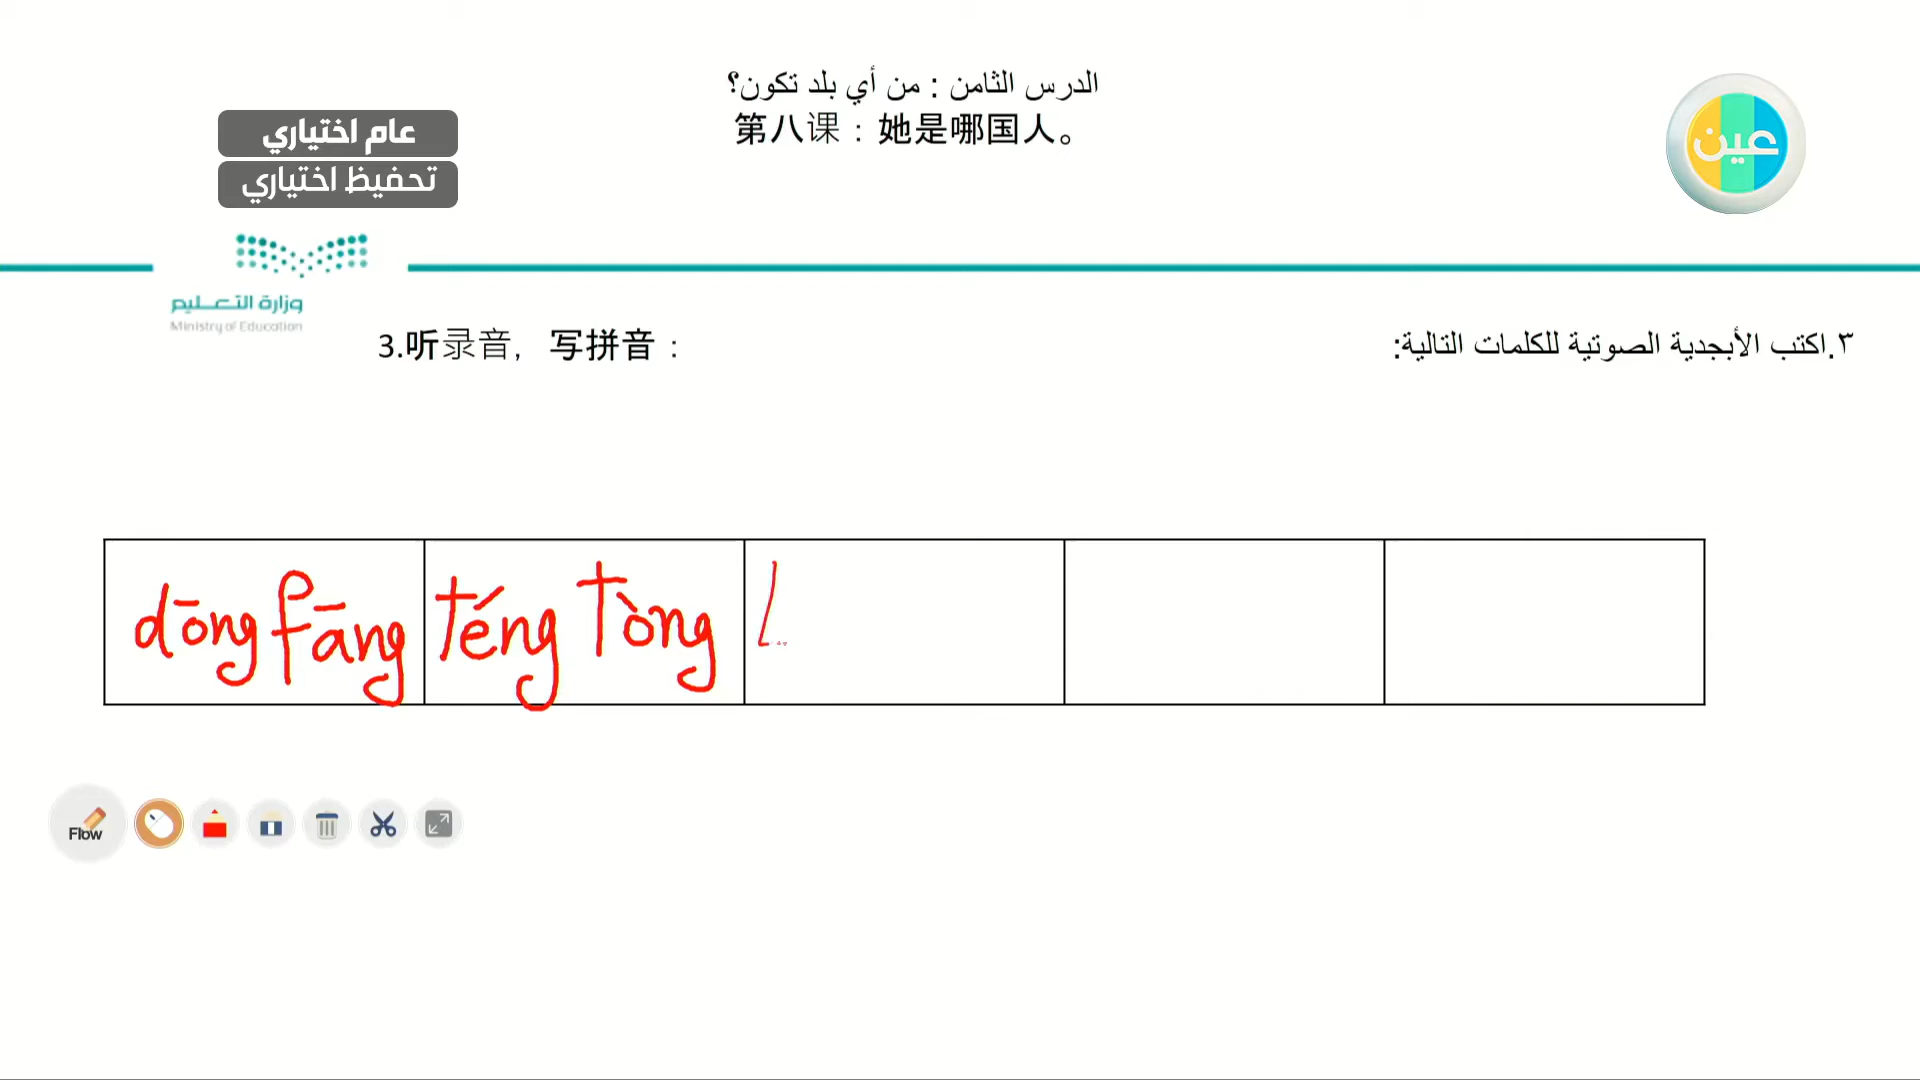 الدرس الثامن : من أي بلد تكون؟
第八课：她是哪国人。
عام اختياري
تحفيظ اختياري
عين
وزارة التعليم
Ministry of Education
3.听录音，写拼音：
٣.اكتب الأبجدية الصوتية للكلمات التالية:
dōng fāng
téng tòng
l
Flow